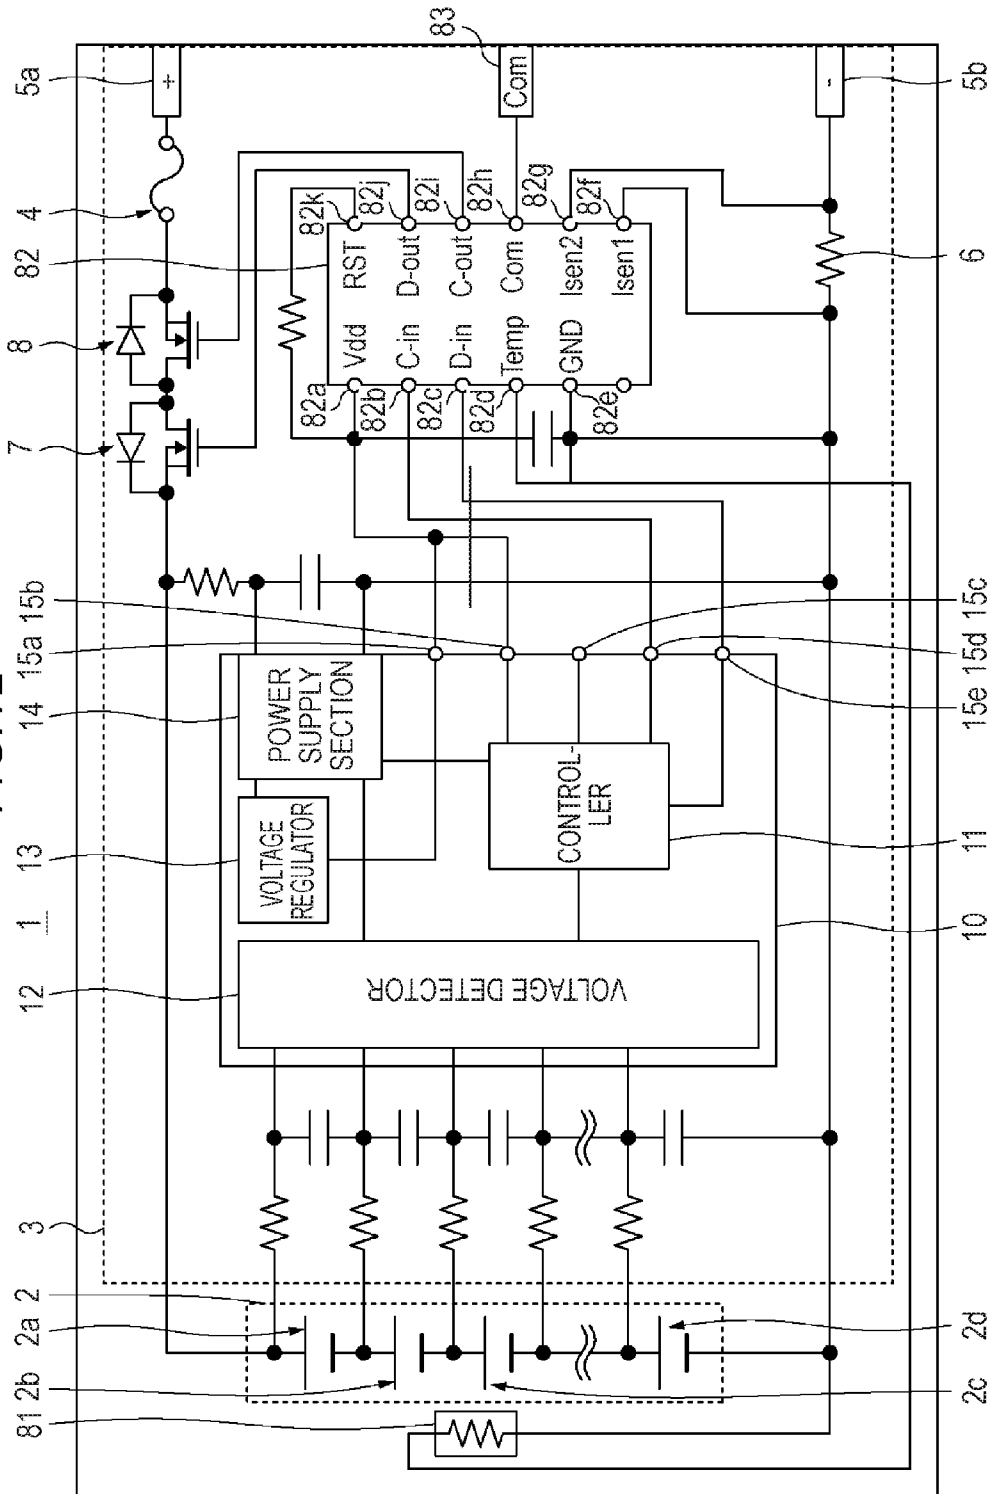 1
81
2b
2a
2
3
12
13
14
15a
15b
7
8
82
4
5a
VOLTAGE DETECTOR
VOLTAGE
REGULATOR
POWER
SUPPLY
SECTION
CONTROL-
LER
82a
82b
82c
82d
82e
Vdd
C-in
D-in
Temp
GND
RST
D-out
C-out
Com
Isen2
Isen1
82k
82j
82i
82h
82g
82f
+
Com
-
83
2c
2d
10
11
15e
15d
15c
6
5b